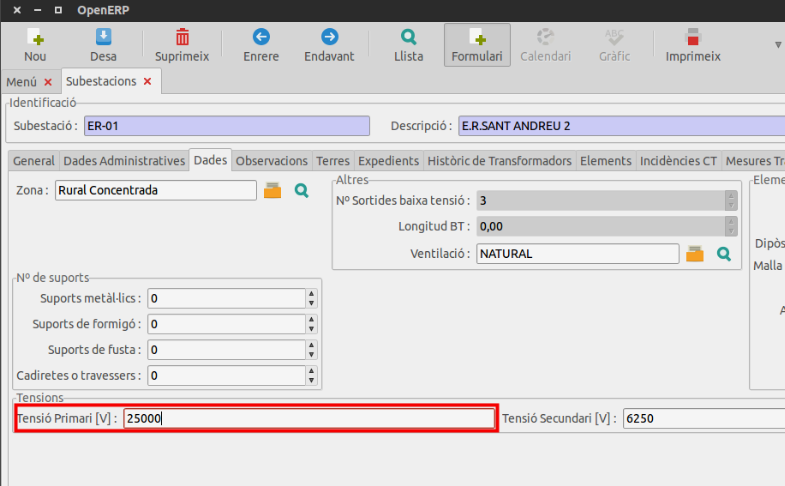 OpenERP
Nou Desa Suprimeix Enrere Endavant Llista Formulari ABC Calendari Gràfic Imprimeix
Menú Subestacions
Identificació
Subestació : ER-01 Descripció : E.R.SANT ANDREU 2
General Dades Administratives Dades Observacions Terres Expedients Històric de Transformadors Elements Incidències CT Mesures Tra
Zona : Rural Concentrada
Altres
Nº Sortides baixa tensió : 3
Longitud BT : 0,00
Ventilació : NATURAL
Eleme
Dipòs
Malla
A
Nº de suports
Suports metàl·lics : 0
Suports de formigó : 0
Suports de fusta : 0
Cadiretes o travessers : 0
Tensions
Tensió Primari [V] : 25000 Tensió Secundari [V] : 6250